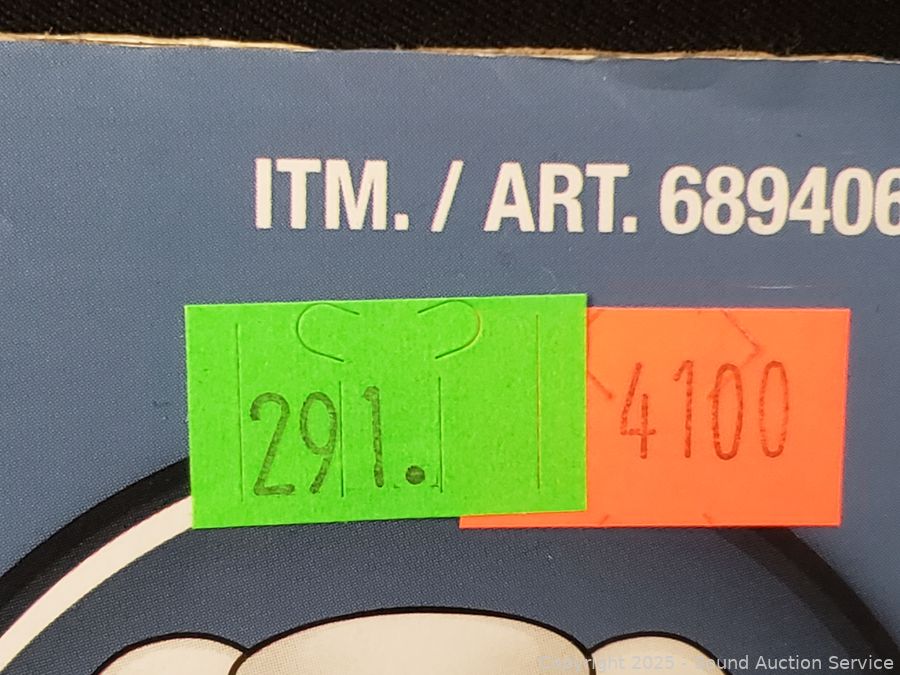 ITM. / ART. 689406
291.
4100
Copyright 2025 - Sound Auction Service